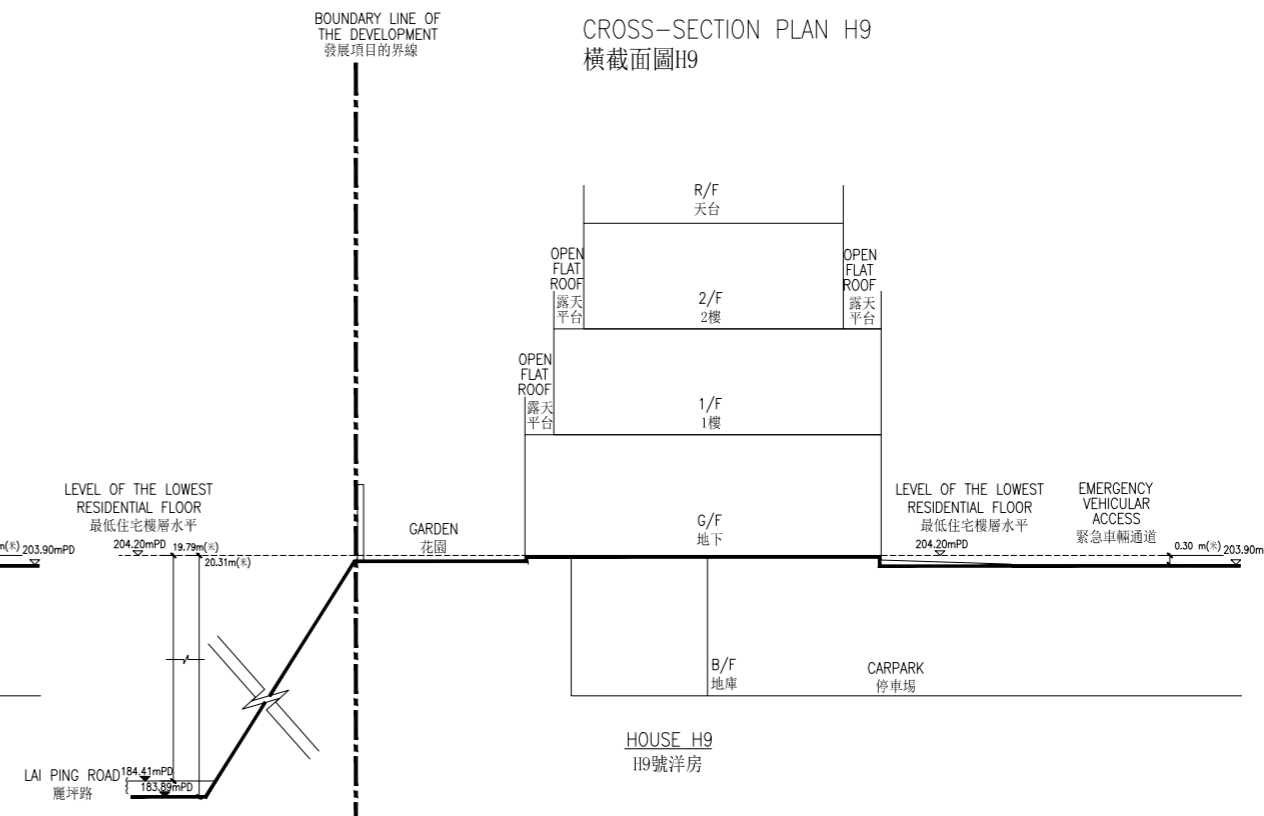 BOUNDARY LINE OF
THE DEVELOPMENT
發展項目的界線
CROSS-SECTION PLAN H9
橫截面圖H9
R/F
天台
OPEN
FLAT
ROOF
露天
平台
2/F
2樓
OPEN
FLAT
ROOF
露天
平台
OPEN
FLAT
ROOF
露天
平台
1/F
1樓
LEVEL OF THE LOWEST
RESIDENTIAL FLOOR
最低住宅樓層水平
m(米) 203.90mPD
204.20mPD
19.79m(米)
20.31m(米)
GARDEN
花園
G/F
地下
LEVEL OF THE LOWEST
RESIDENTIAL FLOOR
最低住宅樓層水平
204.20mPD
EMERGENCY
VEHICULAR
ACCESS
緊急車輛通道
0.30 m(米)
203.90m
B/F
地庫
CARPARK
停車場
HOUSE H9
H9號洋房
LAI PING ROAD
麗坪路
184.41mPD
183.89mPD